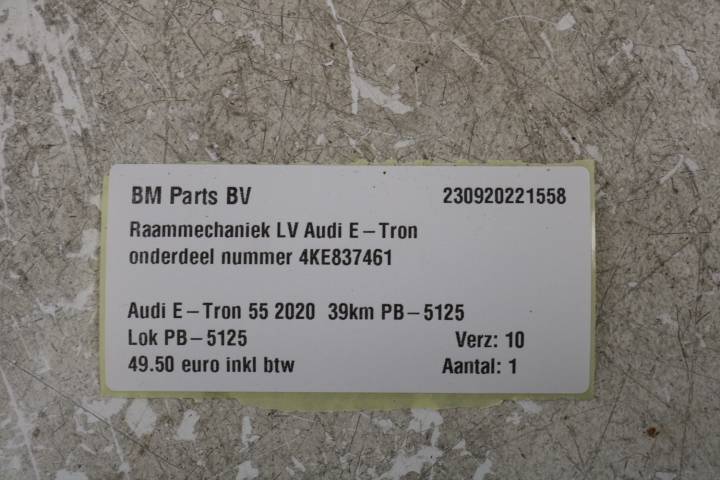 BM Parts BV 230920221558
Raammechaniek LV Audi E-Tron
onderdeel nummer 4KE837461
Audi E-Tron 55 2020 39km PB-5125
Lok PB-5125 Verz: 10
49.50 euro inkl btw Aantal: 1